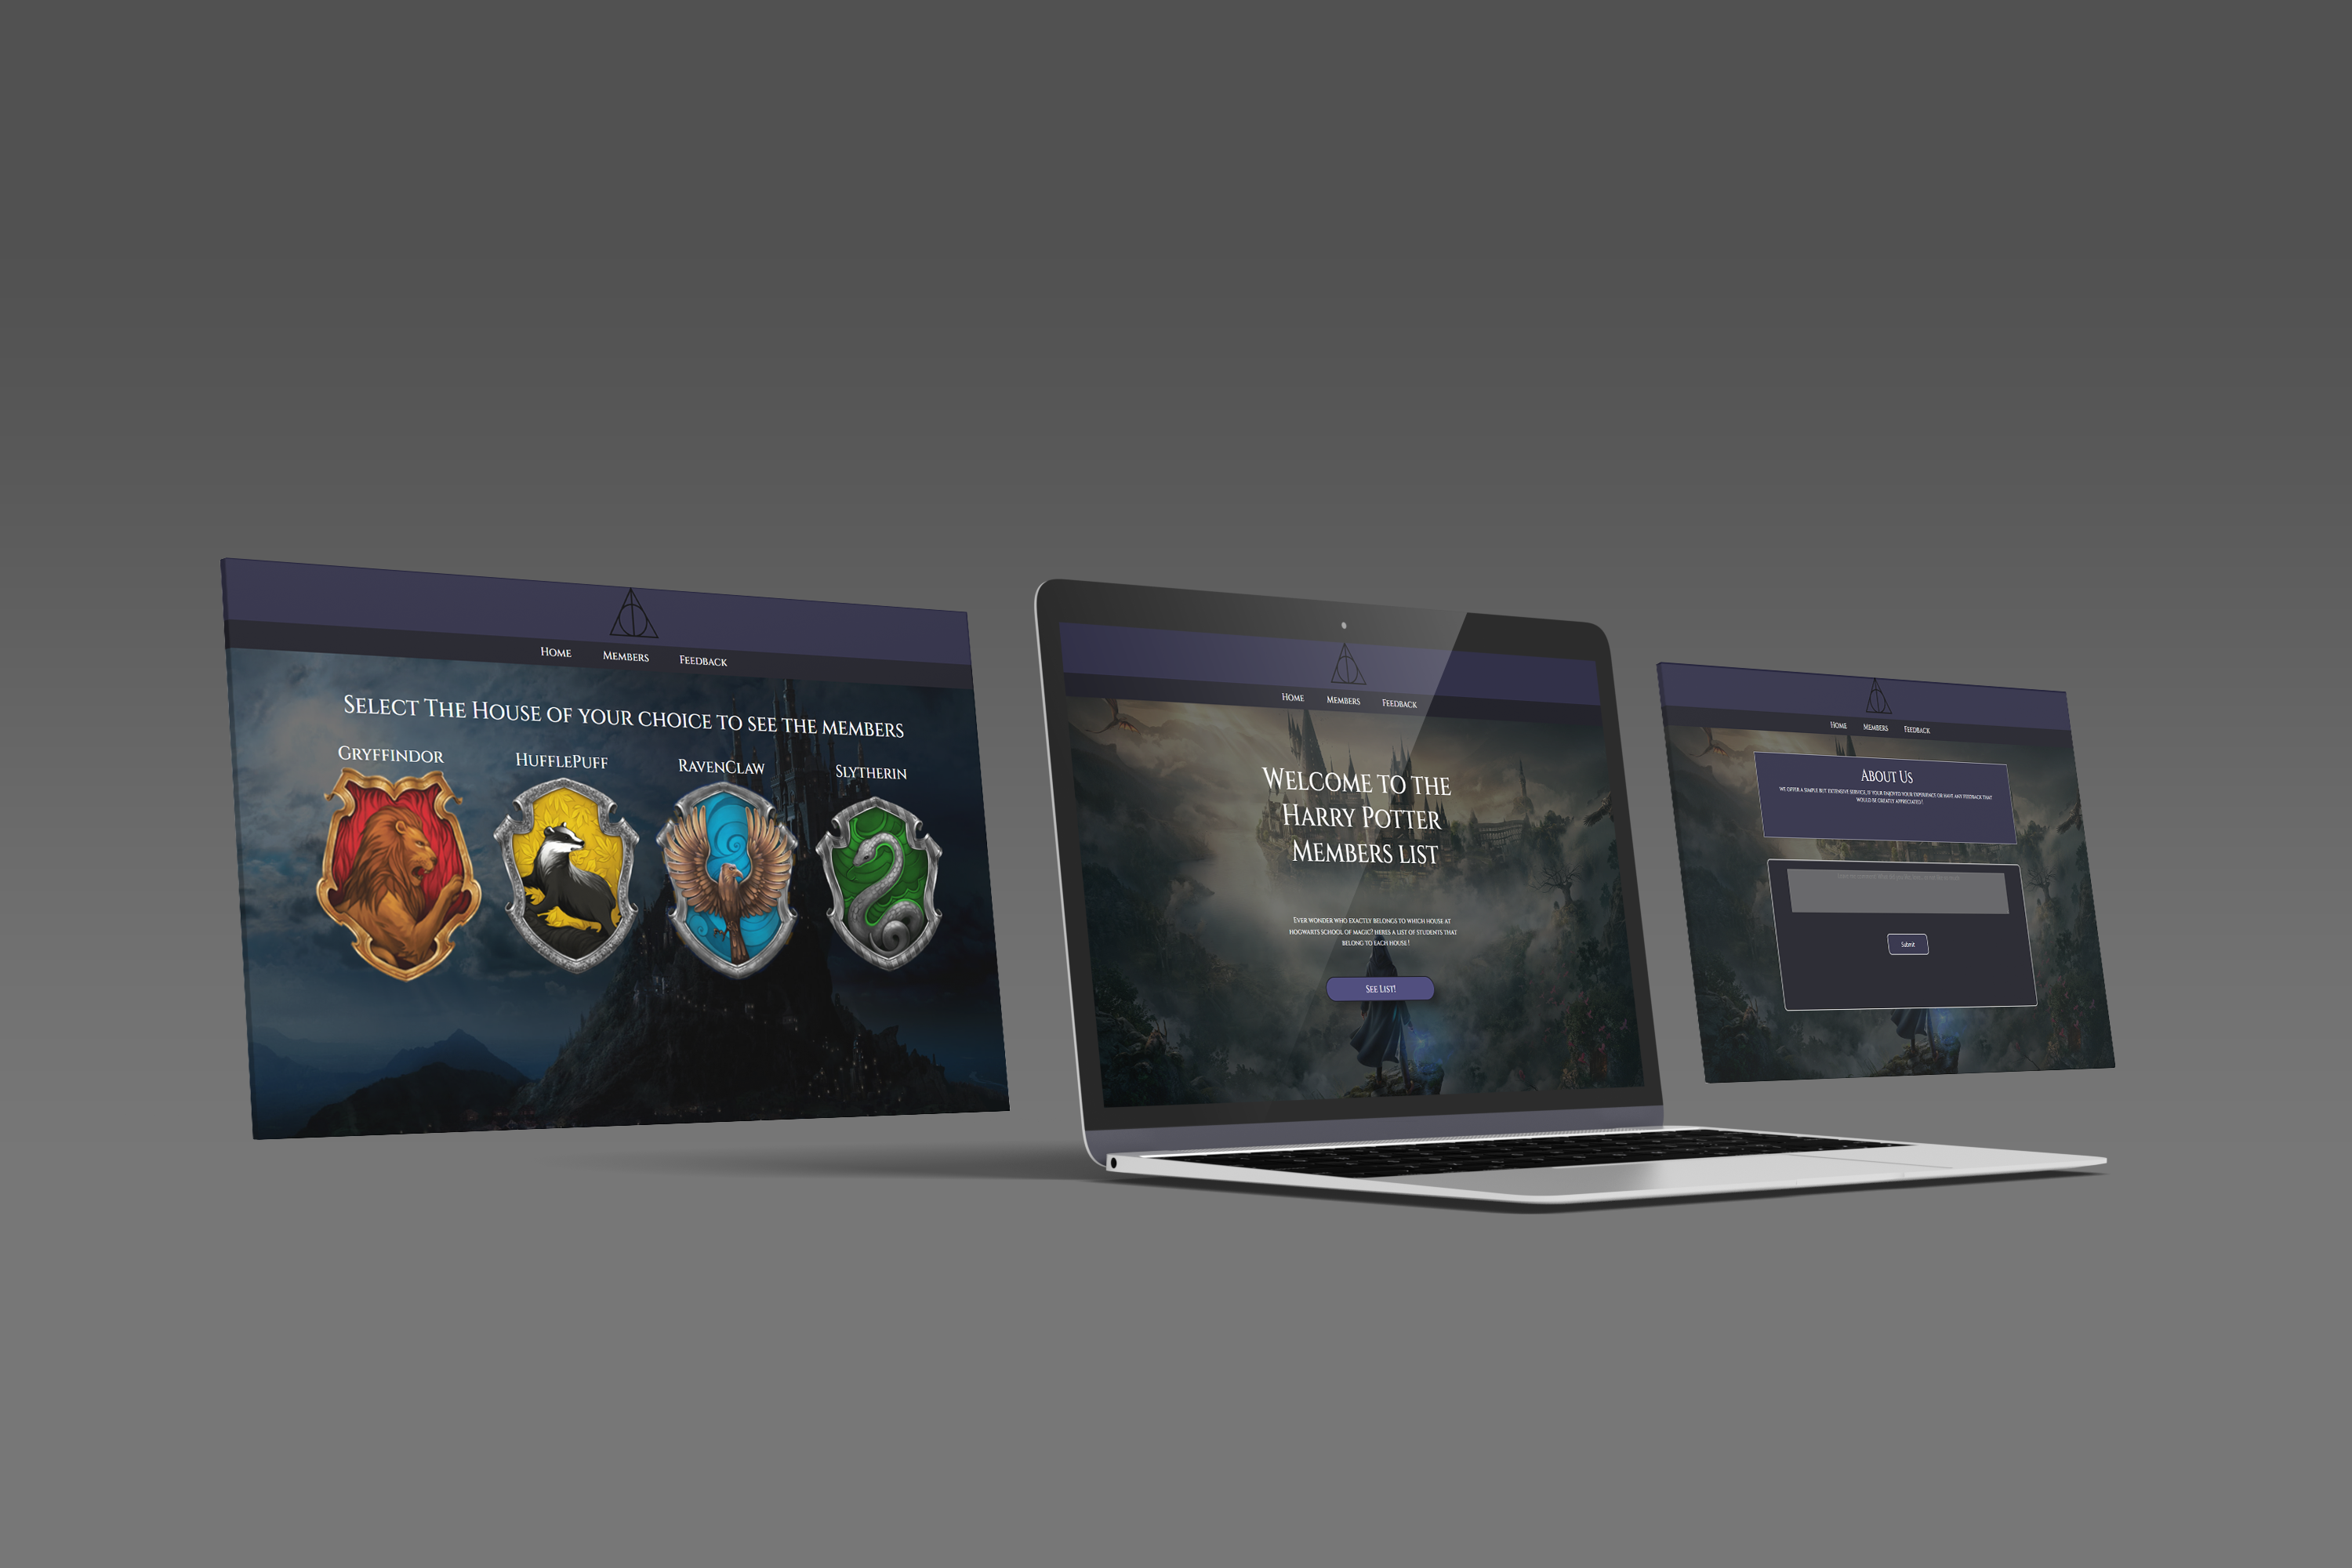 Home Members Feedback
Select The House of your choice to see the members
Gryffindor HufflePuff RavenClaw Slytherin
Home Members Feedback
Welcome to the
Harry Potter
Members list
Ever wonder who exactly belongs to which house at
hogwarts school of magic? heres a list of students that
belong to each house!
See List!
Home Members Feedback
About Us
we offer a simple but extensive service, if your enjoyed your experience or have any feedback that
would be greatly appreciated!
Submit